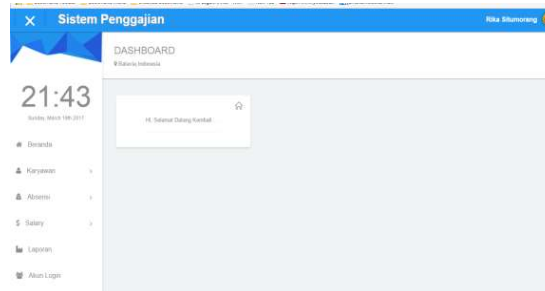 Sistem Penggajian
Rika Situmorang
DASHBOARD
Batavia Indonesia
21:43
Sunday, March 19th 2017
Hi, Selamat Datang Kembali
Beranda
Karyawan
Absensi
Salary
Laporan
Akun Login